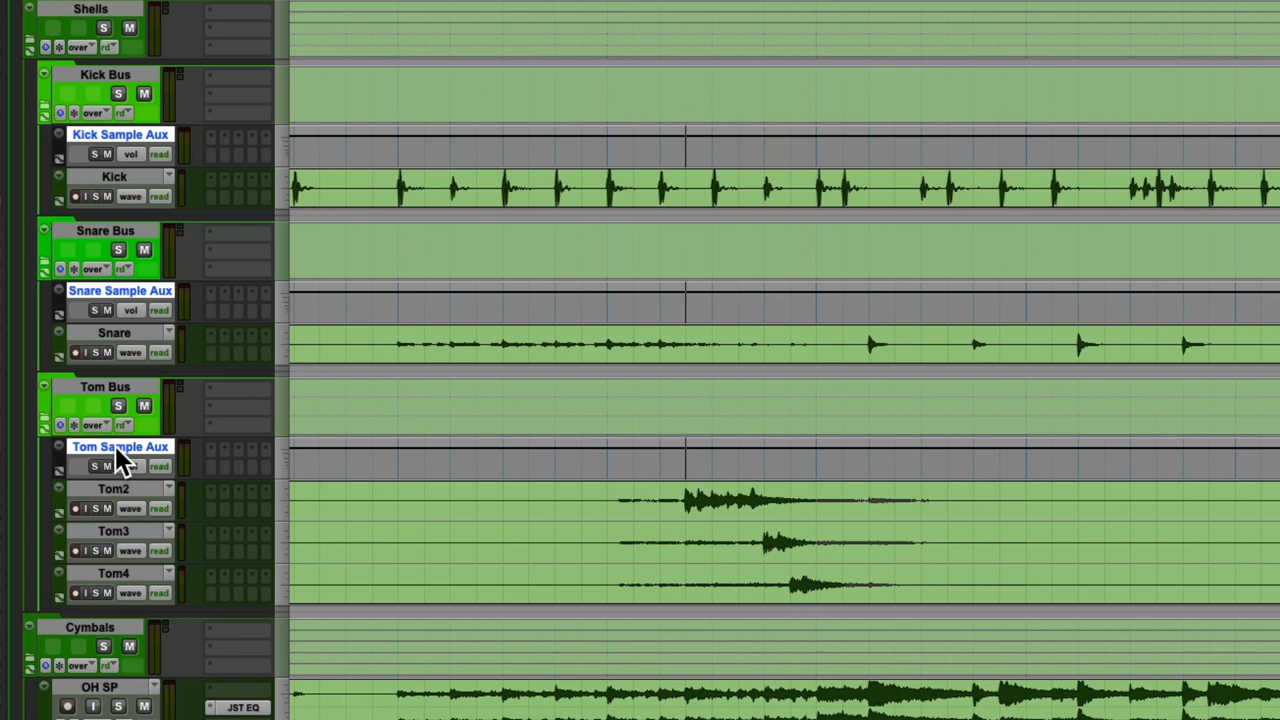 Shells
S M
over rd
Kick Bus
S M
over rd
Kick Sample Aux
S M vol read
Kick
I S M wave read
Snare Bus
S M
over rd
Snare Sample Aux
S M vol read
Snare
I S M wave read
Tom Bus
S M
over rd
Tom Sample Aux
S M read
Tom2
I S M wave read
Tom3
I S M wave read
Tom4
I S M wave read
Cymbals
S M
over rd
OH SP
I S M JST EQ